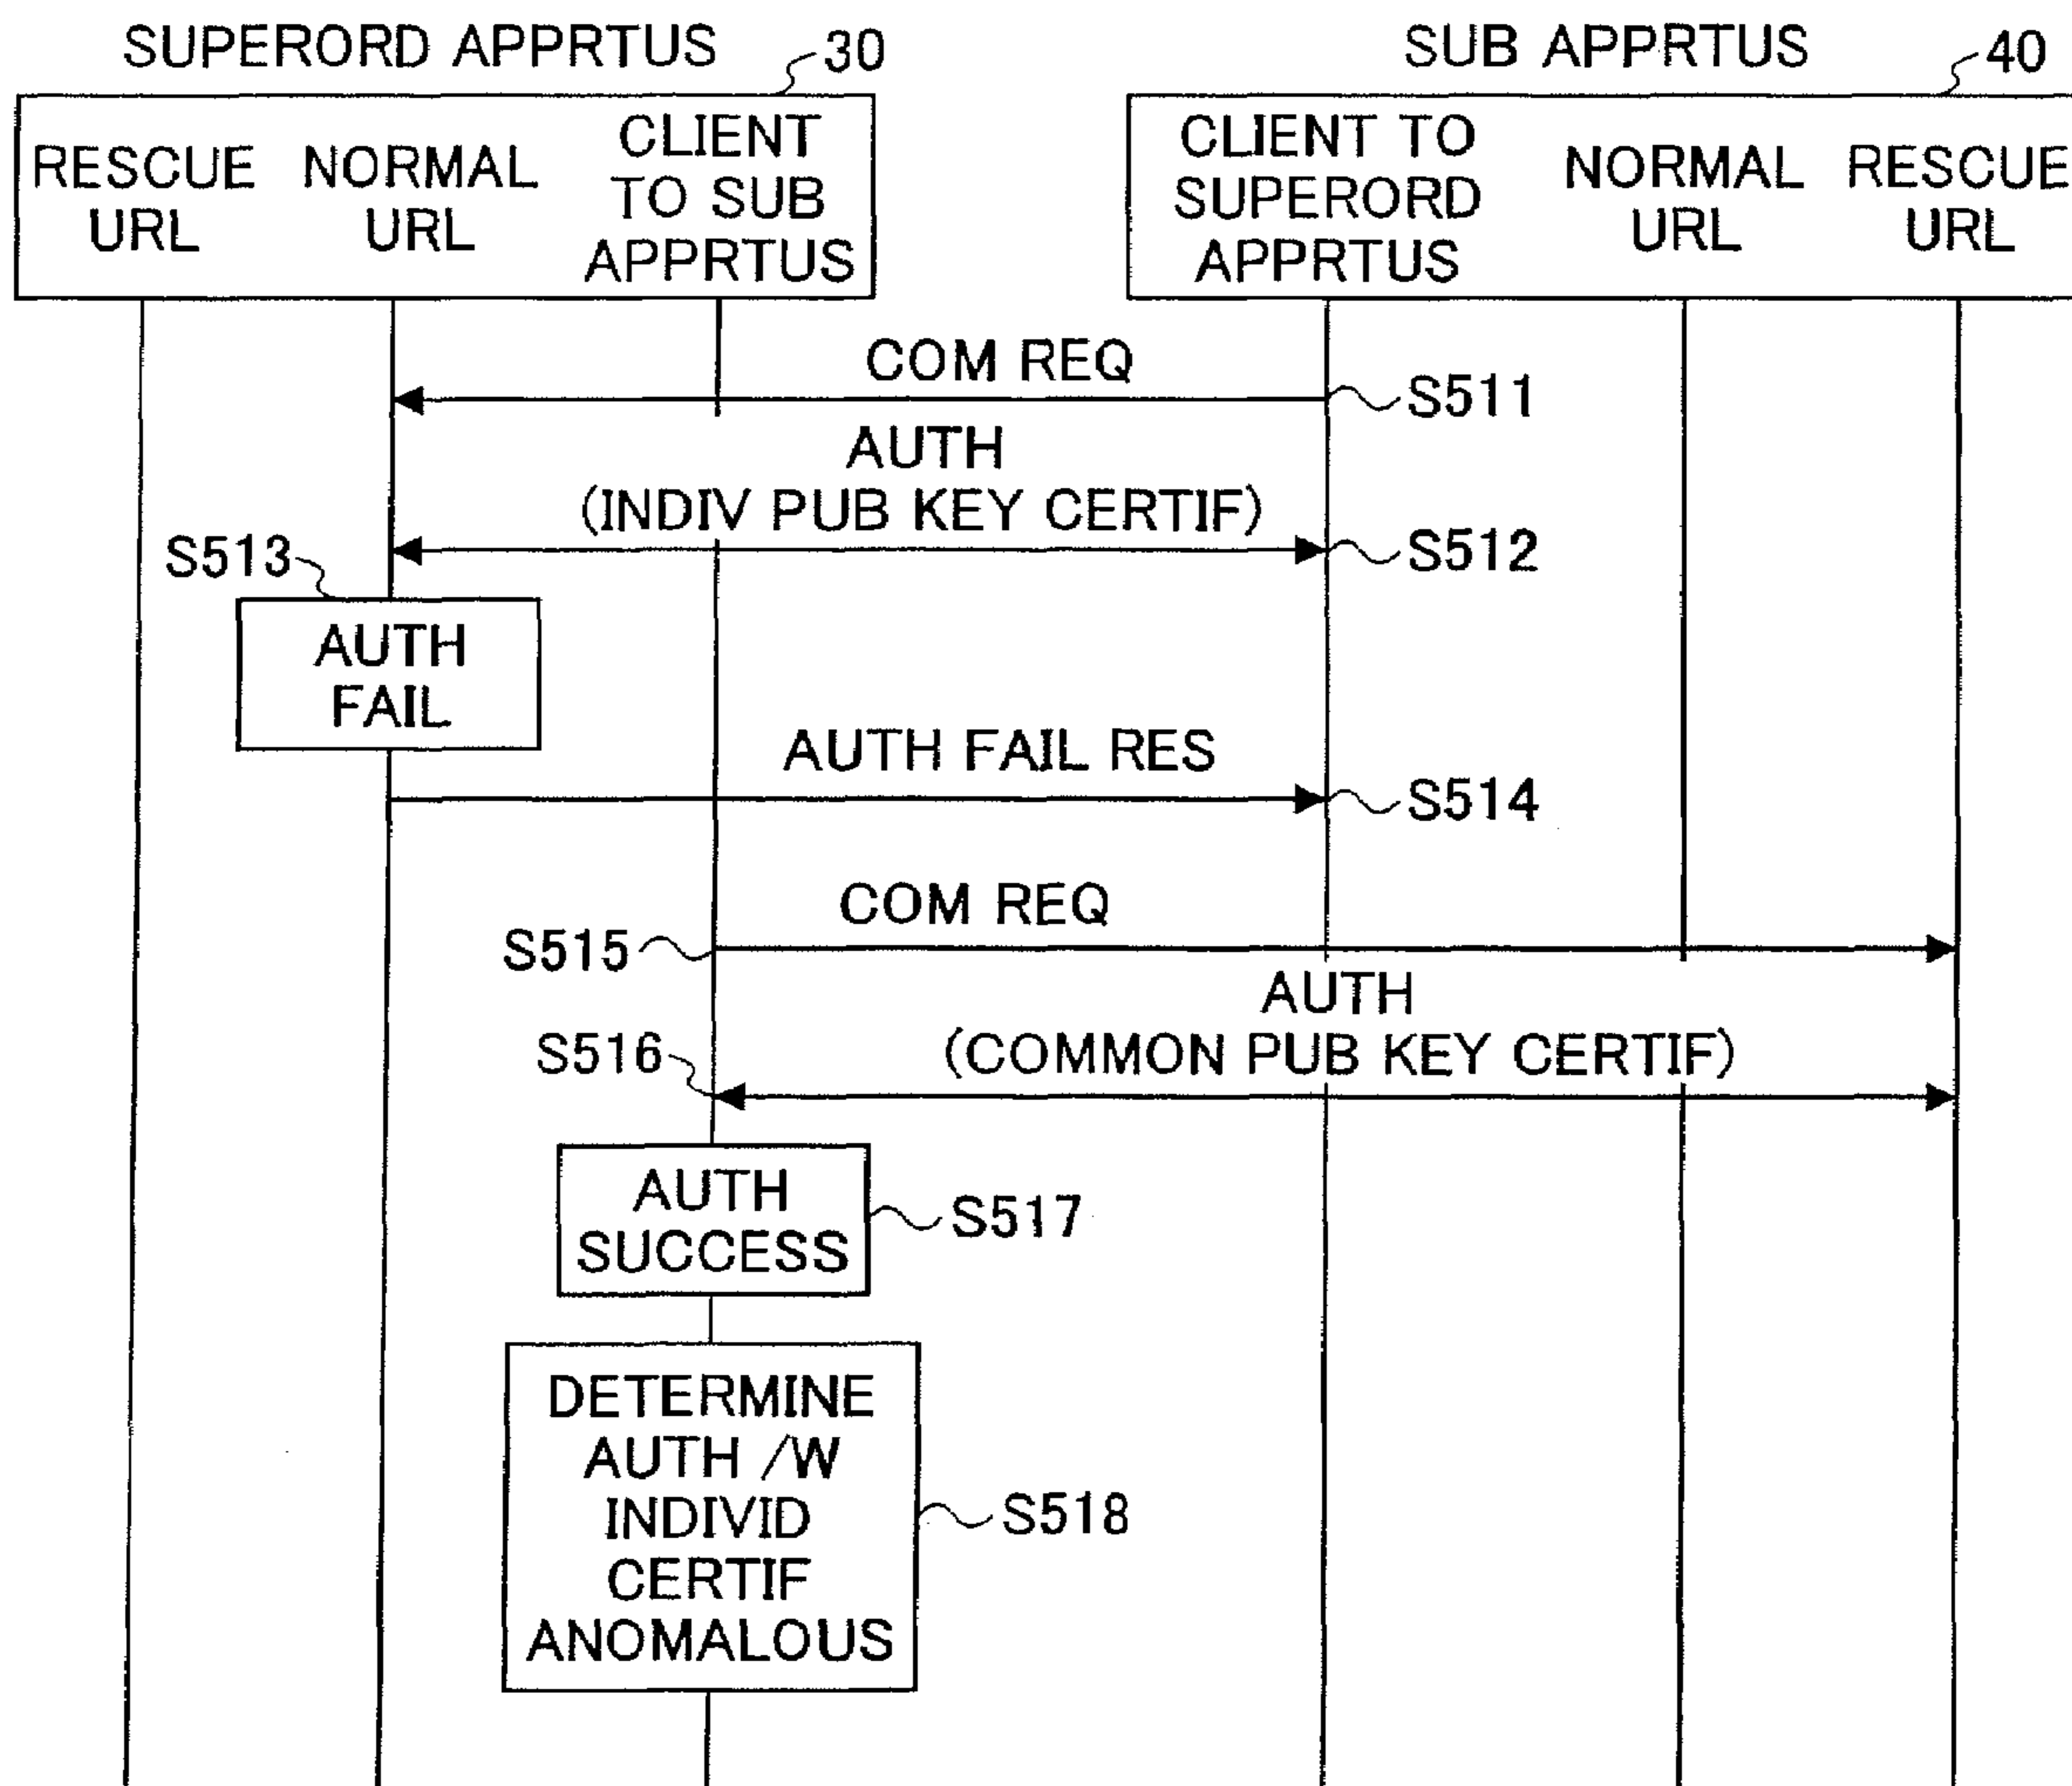 SUPERORD APPRTUS
30
SUB APPRTUS
40
RESCUE
URL
NORMAL
URL
CLIENT
TO SUB
APPRTUS
CLIENT TO
SUPERORD
APPRTUS
NORMAL
URL
RESCUE
URL
COM REQ
S511
AUTH
(INDIV PUB KEY CERTIF)
S512
S513
AUTH
FAIL
AUTH FAIL RES
S514
COM REQ
S515
AUTH
(COMMON PUB KEY CERTIF)
S516
AUTH
SUCCESS
S517
DETERMINE
AUTH /W
INDIVID
CERTIF
ANOMALOUS
S518